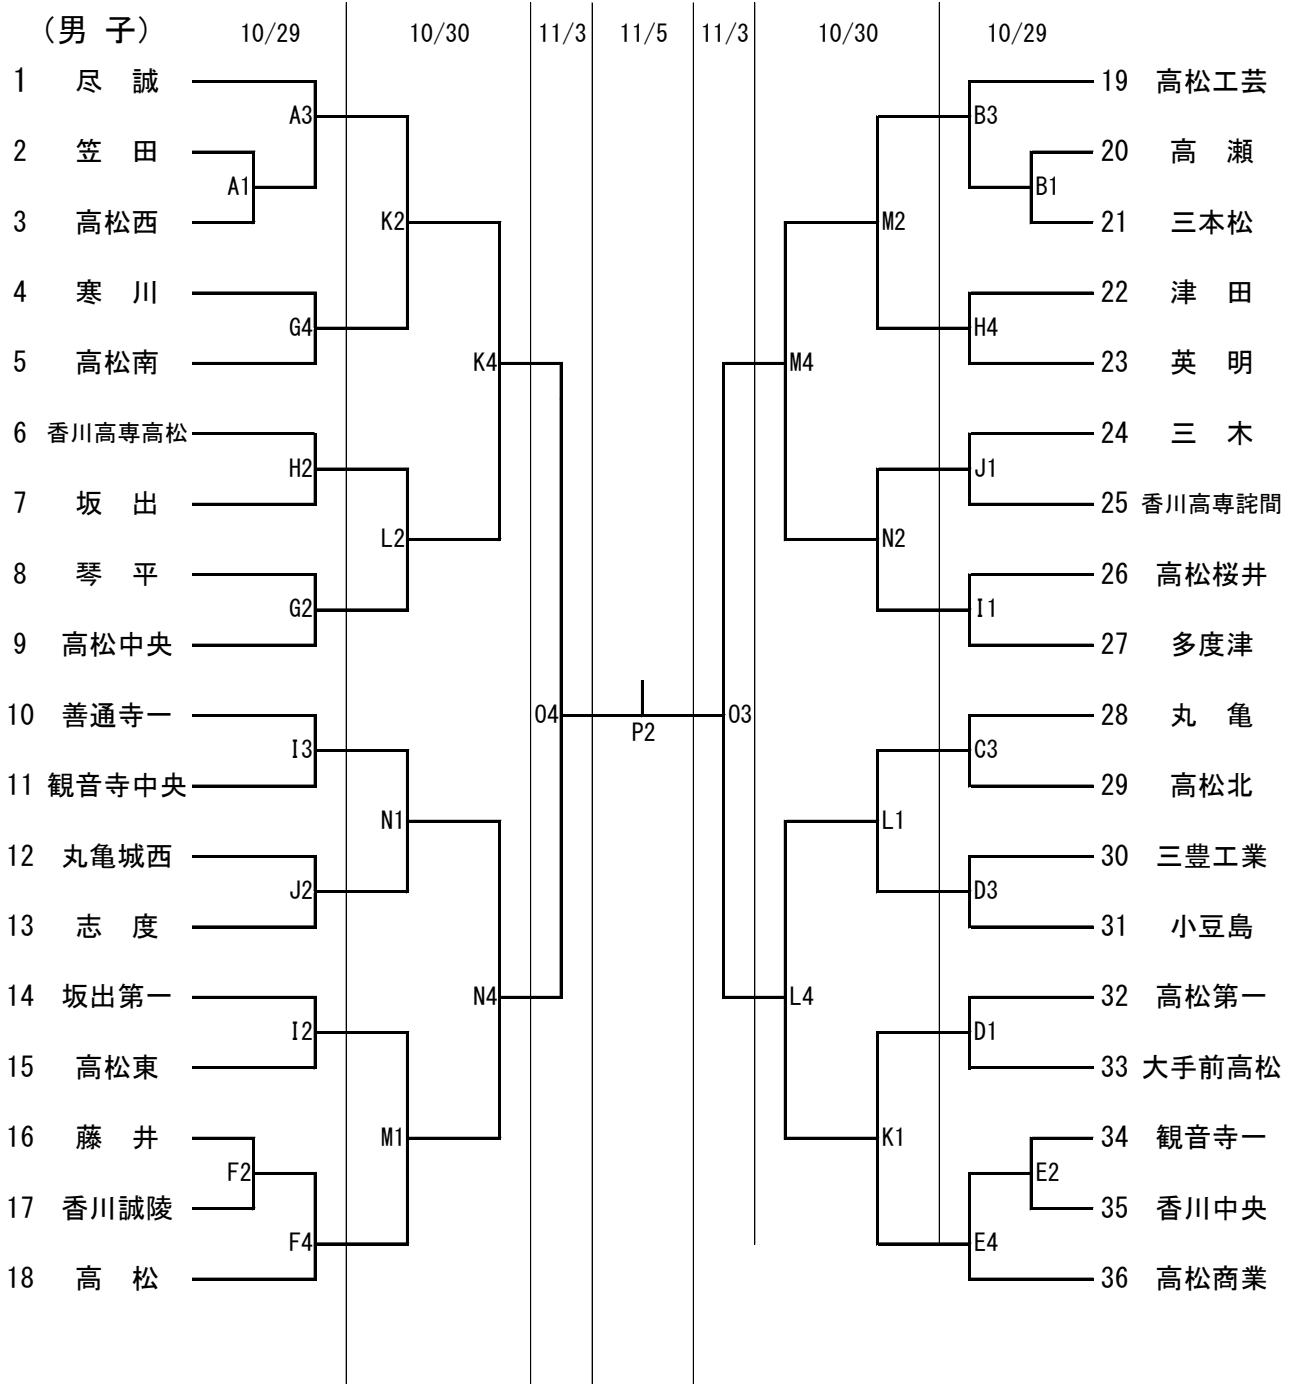 （男 子） 10/29 10/30 11/3 11/5 11/3 10/30 10/29
1 尽 誠 19 高松工芸
A3 B3
2 笠 田 20 高 瀬
A1 B1
3 高松西 K2 M2 21 三本松
4 寒 川 22 津 田
G4 H4
5 高松南 K4 M4 23 英 明
6 香川高専高松 24 三 木
H2 J1
7 坂 出 25 香川高専詫間
L2 N2
8 琴 平 26 高松桜井
G2 I1
9 高松中央 27 多度津
10 善通寺一 O4 P2 O3 28 丸 亀
I3 C3
11 観音寺中央 29 高松北
N1 L1
12 丸亀城西 30 三豊工業
J2 D3
13 志 度 31 小豆島
14 坂出第一 N4 L4 32 高松第一
I2 D1
15 高松東 33 大手前高松
16 藤 井 M1 K1 34 観音寺一
F2 E2
17 香川誠陵 35 香川中央
F4 E4
18 高 松 36 高松商業